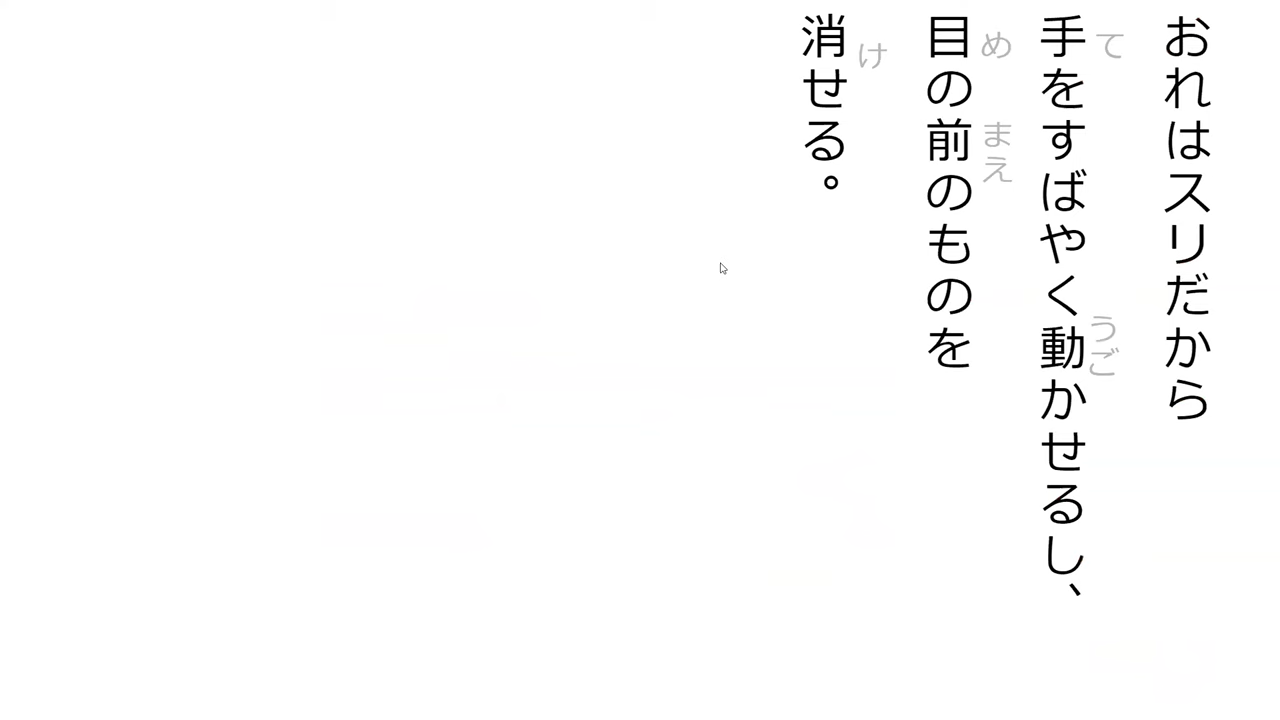 おれはスリだから
手をすばやく動かせるし、
目の前のものを
消せる。